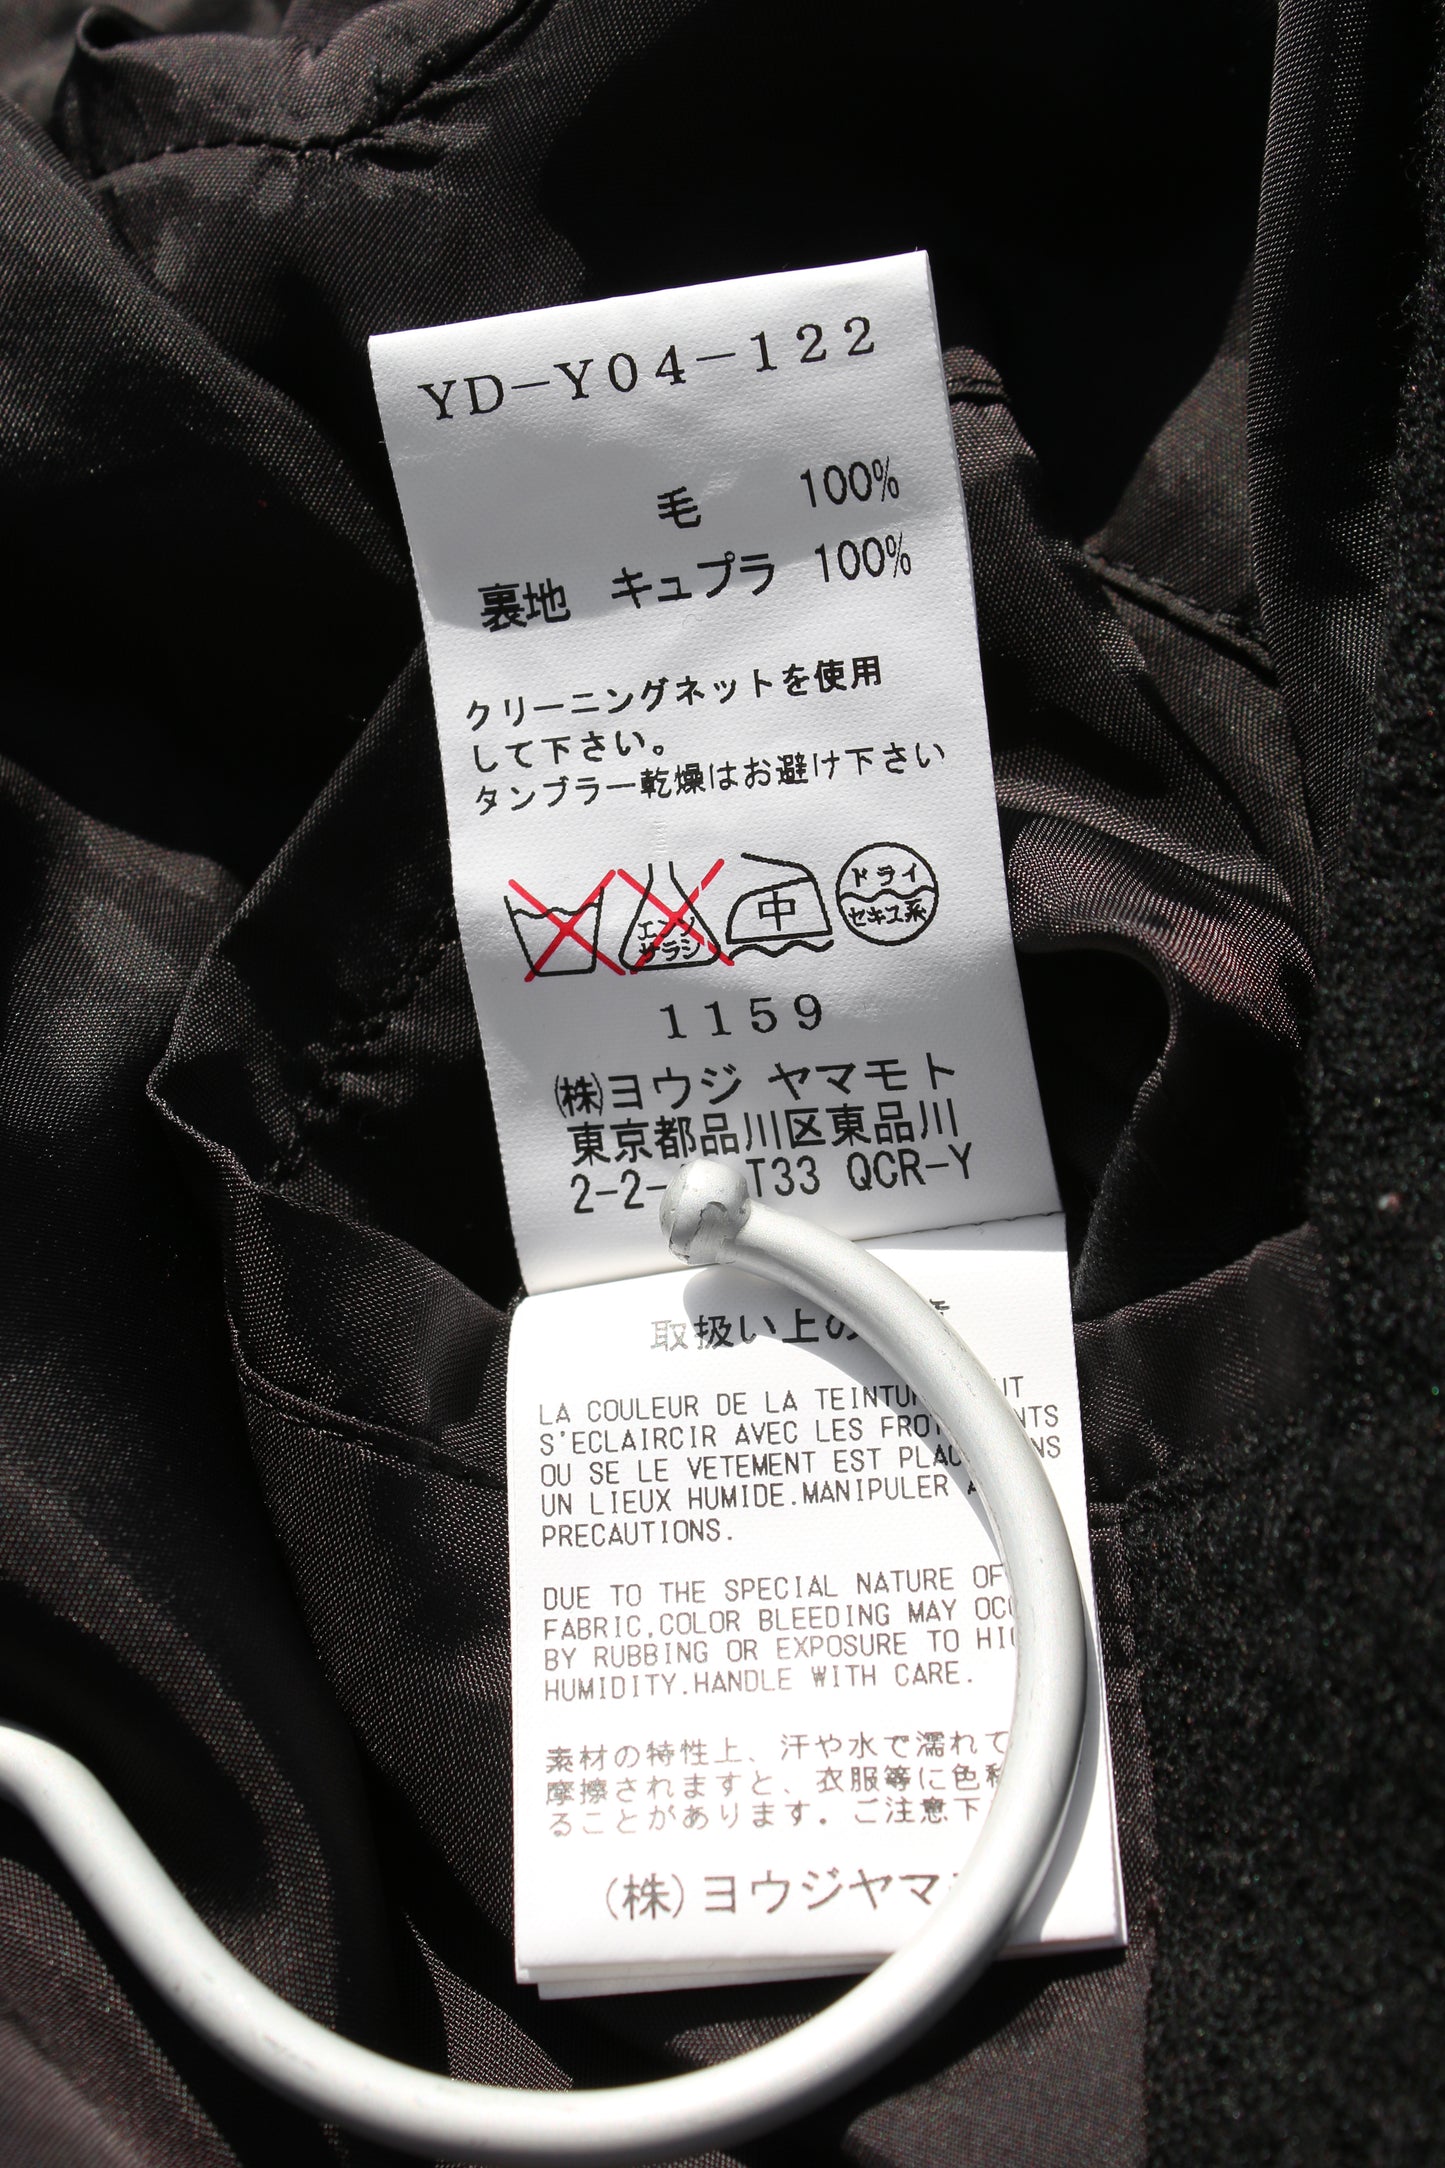 YD-Y04-122
毛 100%
裏地 キュプラ 100%
クリーニングネットを使用
して下さい。
タンブラー乾燥はお避け下さい
エンソ
サラシ
中
ドライ
セキユ系
1159
㈱ヨウジ ヤマモト
東京都品川区東品川
2-2- T33 QCR-Y
取扱い上の
LA COULEUR DE LA TEINTU
S'ECLAIRCIR AVEC LES
OU SE LE VETEMENT EST
UN LIEUX HUMIDE.MANIPULER
PRECAUTIONS.
DUE TO THE SPECIAL NATURE OF
FABRIC,COLOR BLEEDING MAY
BY RUBBING OR EXPOSURE TO
HUMIDITY.HANDLE WITH CARE.
素材の特性上、汗や水で濡れて
摩擦されますと、衣服等に色
ることがあります. ご注意下
(株)ヨウジヤマ